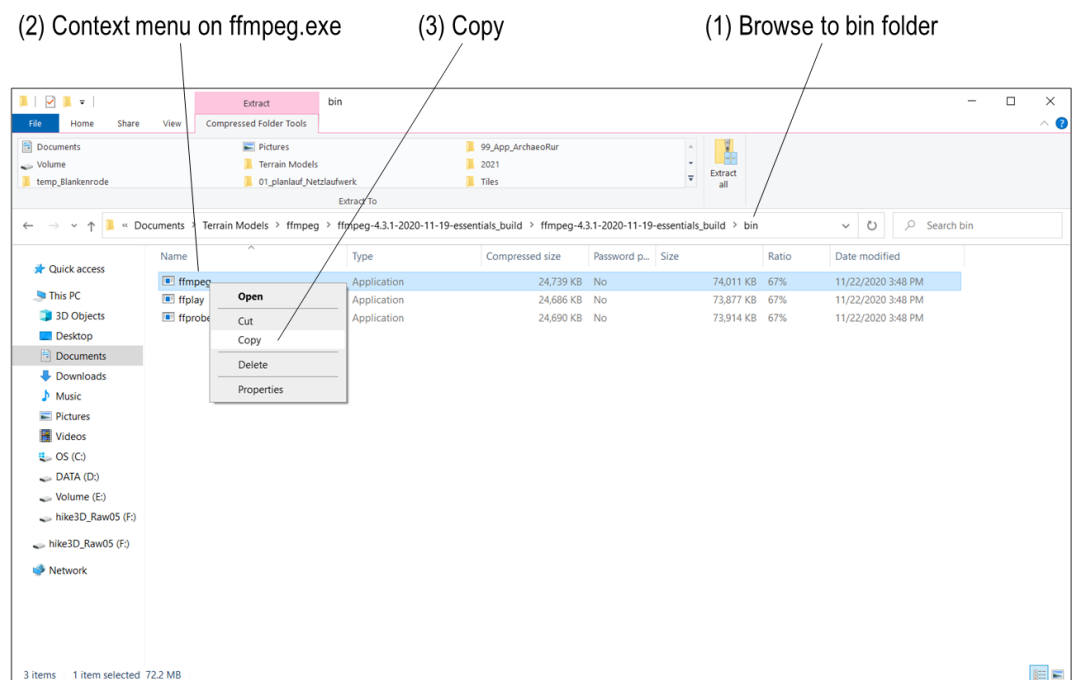 (2) Context menu on ffmpeg.exe (3) Copy (1) Browse to bin folder
Extract bin
File Home Share View Compressed Folder Tools
Documents Pictures 99_App_ArchaeoRur
Volume Terrain Models 2021
temp_Blankenrode 01_planlauf_Netzlaufwerk Tiles
Extract all
Extract To
« Documents > Terrain Models > ffmpeg > ffmpeg-4.3.1-2020-11-19-essentials_build > ffmpeg-4.3.1-2020-11-19-essentials_build > bin Search bin
Name Type Compressed size Password p... Size Ratio Date modified
ffmpeg Application 24,739 KB No 74,011 KB 67% 11/22/2020 3:48 PM
ffplay Application 24,686 KB No 73,877 KB 67% 11/22/2020 3:48 PM
ffprobe Application 24,690 KB No 73,914 KB 67% 11/22/2020 3:48 PM
Open
Cut
Copy
Delete
Properties
Quick access
This PC
3D Objects
Desktop
Documents
Downloads
Music
Pictures
Videos
OS (C:)
DATA (D:)
Volume (E:)
hike3D_Raw05 (F:)
hike3D_Raw05 (F:)
Network
3 items 1 item selected 72.2 MB